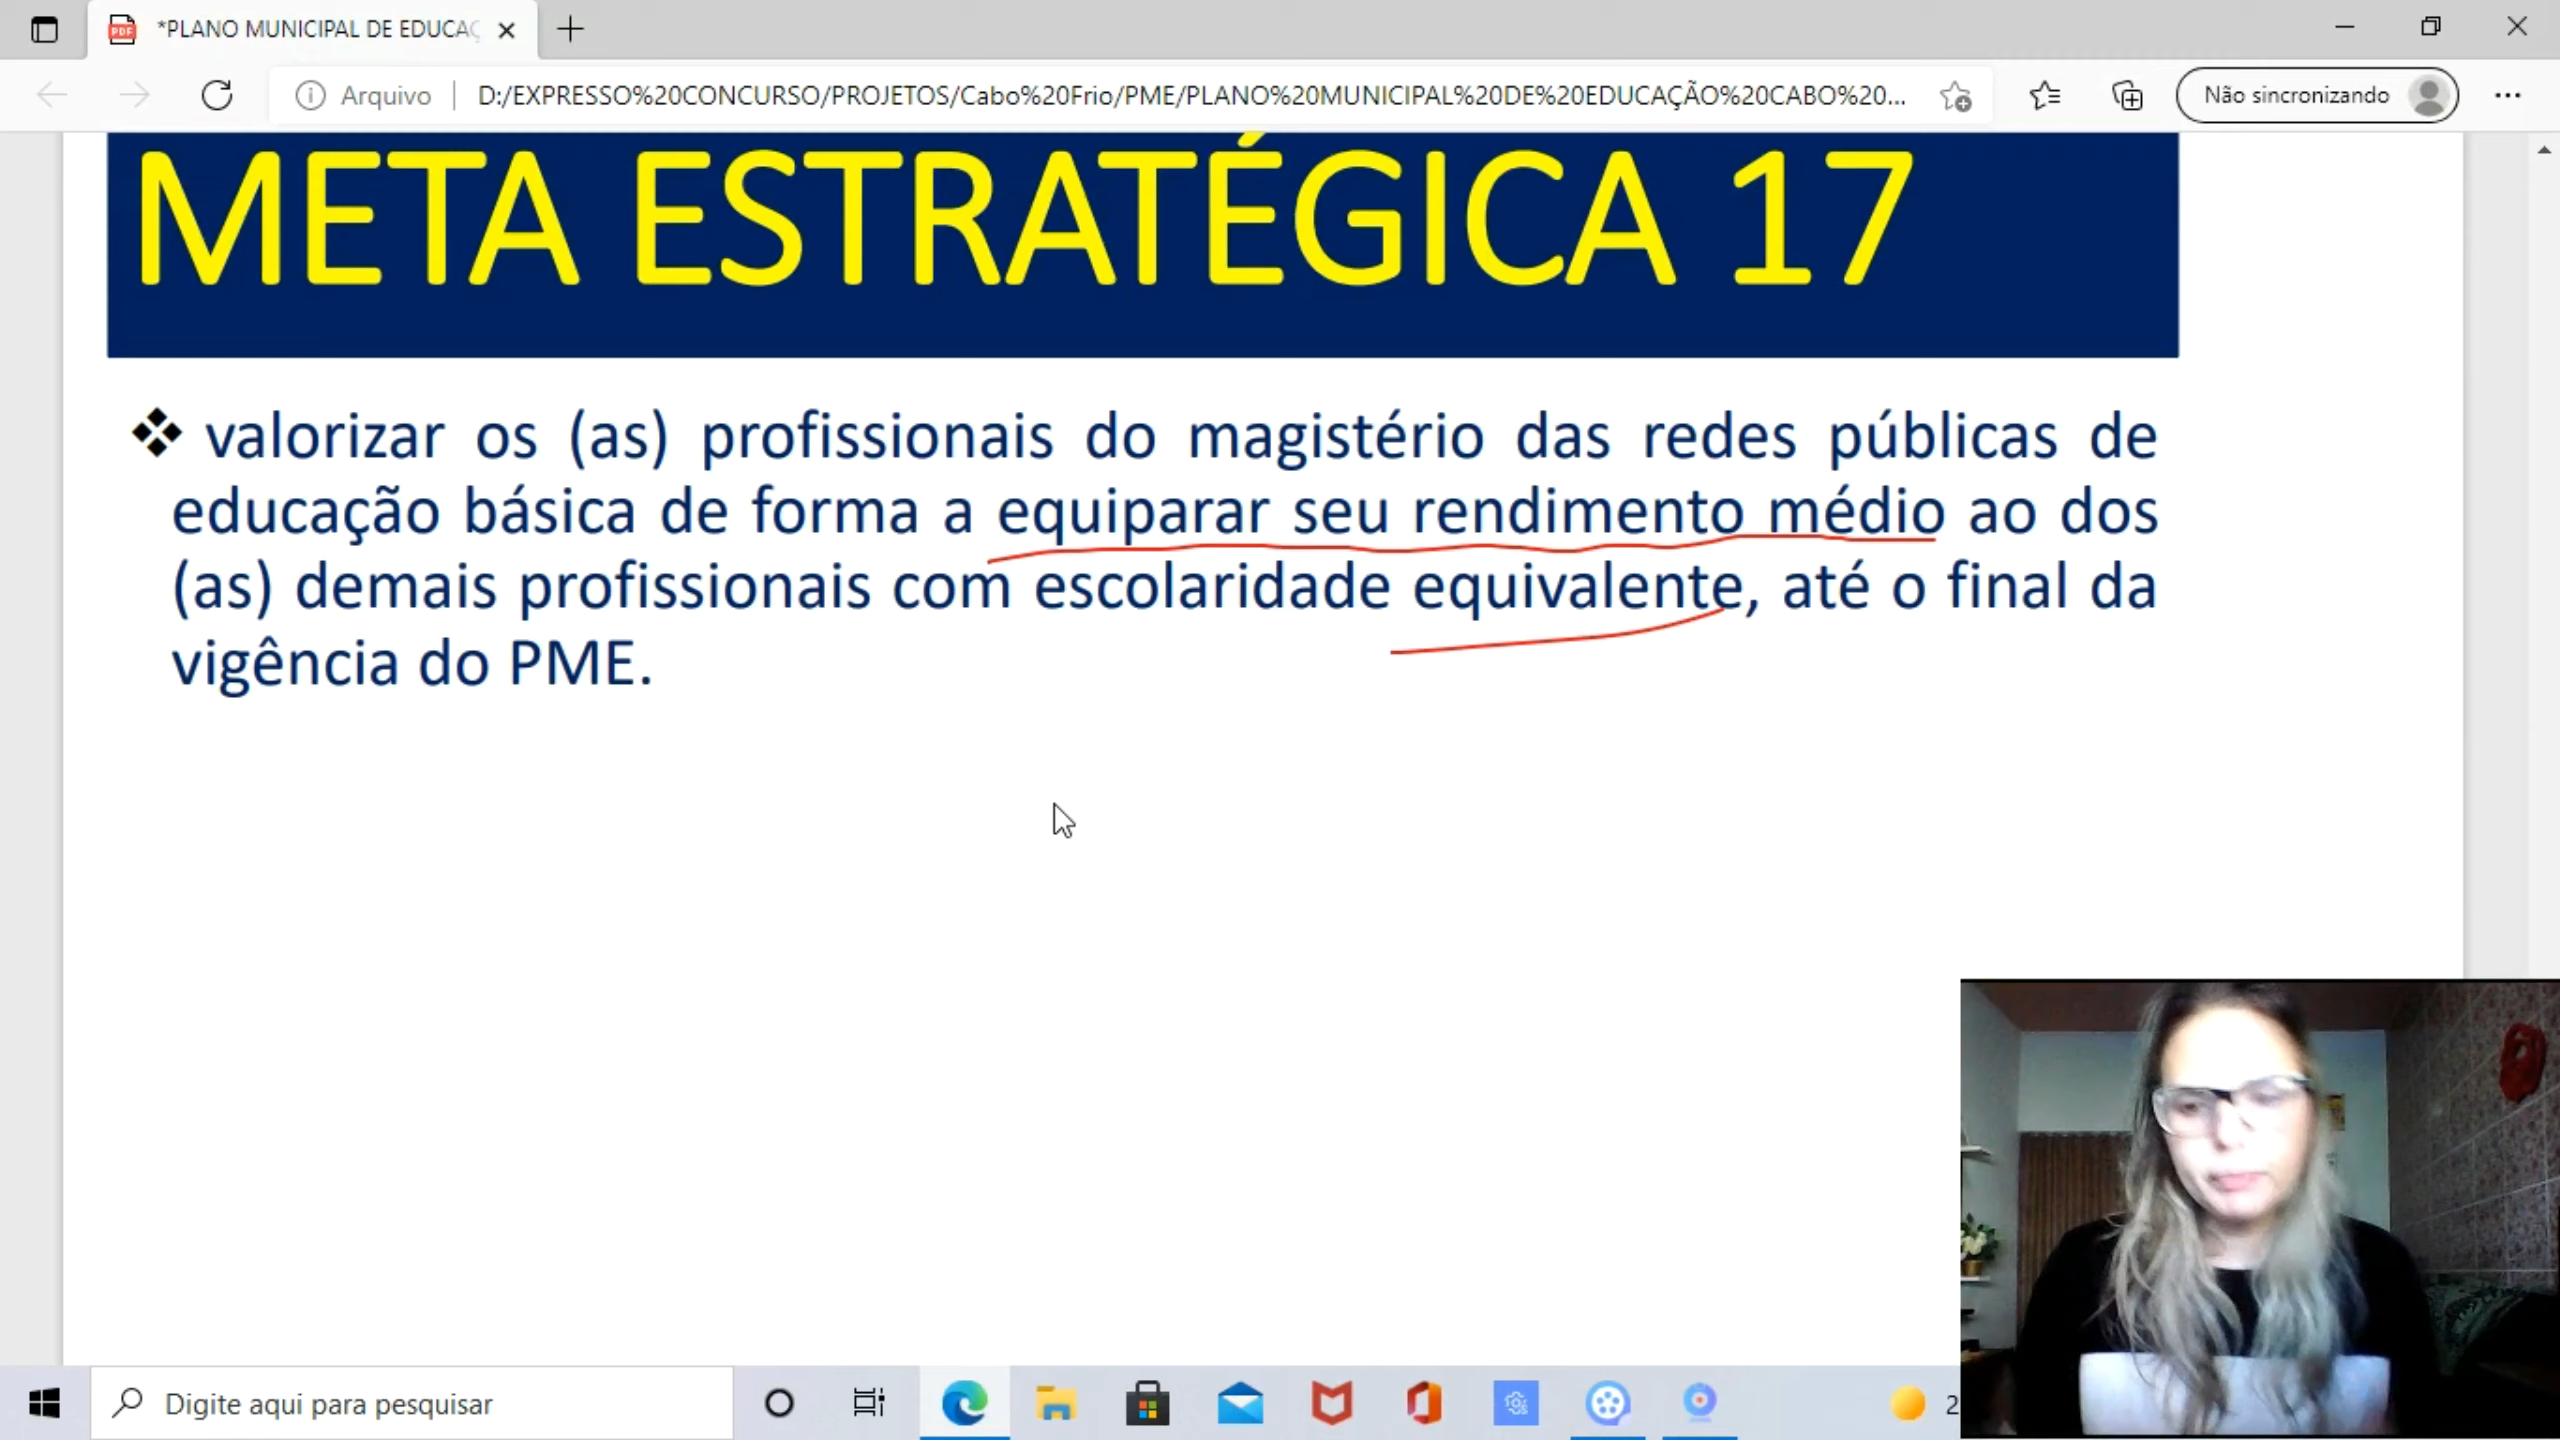 *PLANO MUNICIPAL DE EDUCAÇ
Arquivo
D:/EXPRESSO%20CONCURSO/PROJETOS/Cabo%20Frio/PME/PLANO%20MUNICIPAL%20DE%20EDUCAÇÃO%20CABO%20...
Não sincronizando
META ESTRATÉGICA 17
❖ valorizar os (as) profissionais do magistério das redes públicas de
educação básica de forma a equiparar seu rendimento médio ao dos
(as) demais profissionais com escolaridade equivalente, até o final da
vigência do PME.
Digite aqui para pesquisar
2